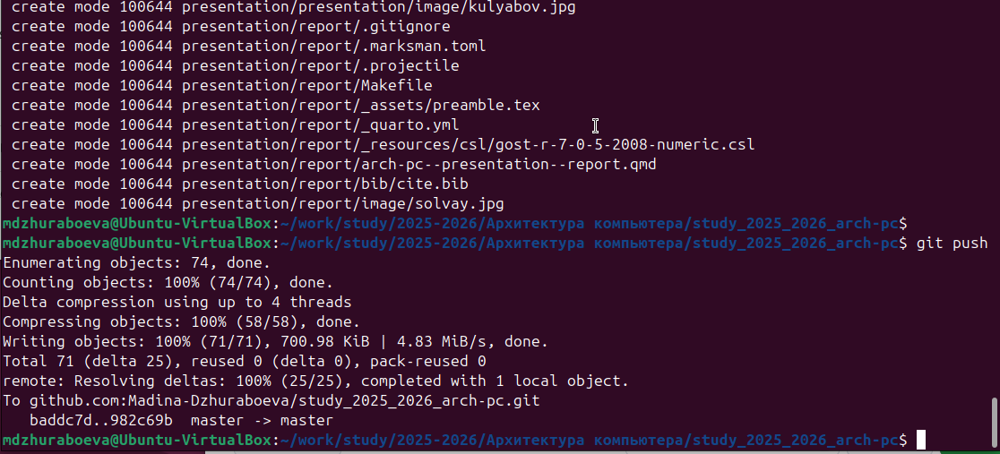 create mode 100644 presentation/presentation/image/kulyabov.jpg
create mode 100644 presentation/report/.gitignore
create mode 100644 presentation/report/.marksman.toml
create mode 100644 presentation/report/.projectile
create mode 100644 presentation/report/Makefile
create mode 100644 presentation/report/_assets/preamble.tex
create mode 100644 presentation/report/_quarto.yml
create mode 100644 presentation/report/_resources/csl/gost-r-7-0-5-2008-numeric.csl
create mode 100644 presentation/report/arch-pc--presentation--report.qmd
create mode 100644 presentation/report/bib/cite.bib
create mode 100644 presentation/report/image/solvay.jpg
mdzhuraboeva@Ubuntu-VirtualBox:~/work/study/2025-2026/Архитектура компьютера/study_2025_2026_arch-pc$
mdzhuraboeva@Ubuntu-VirtualBox:~/work/study/2025-2026/Архитектура компьютера/study_2025_2026_arch-pc$ git push
Enumerating objects: 74, done.
Counting objects: 100% (74/74), done.
Delta compression using up to 4 threads
Compressing objects: 100% (58/58), done.
Writing objects: 100% (71/71), 700.98 KiB | 4.83 MiB/s, done.
Total 71 (delta 25), reused 0 (delta 0), pack-reused 0
remote: Resolving deltas: 100% (25/25), completed with 1 local object.
To github.com:Madina-Dzhuraboeva/study_2025_2026_arch-pc.git
baddc7d..982c69b  master -> master
mdzhuraboeva@Ubuntu-VirtualBox:~/work/study/2025-2026/Архитектура компьютера/study_2025_2026_arch-pc$